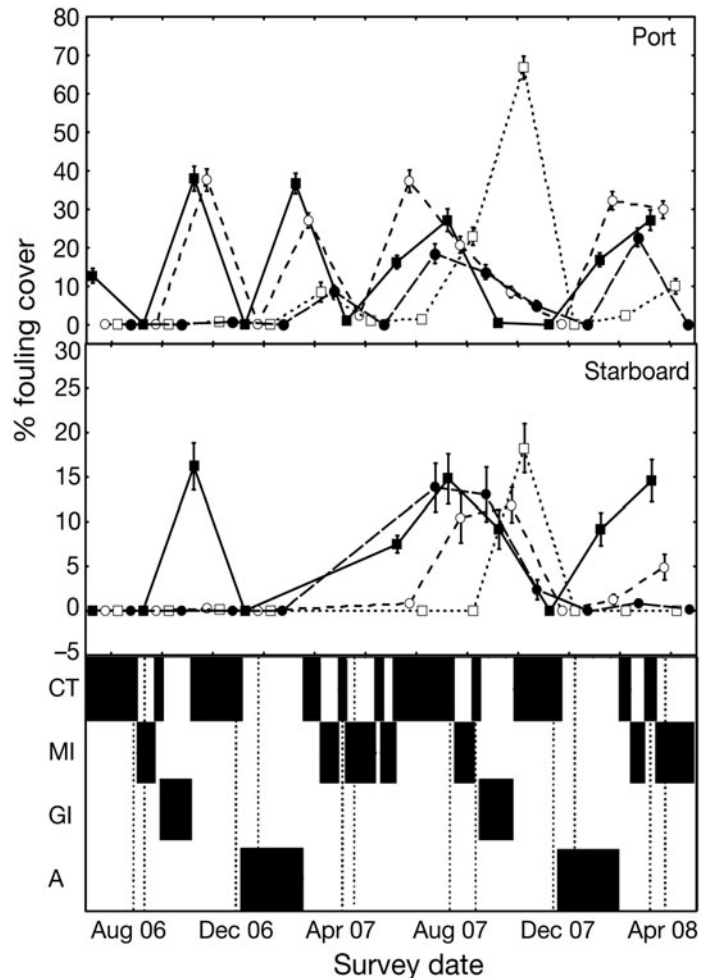 80
70
60
50
40
30
20
10
0
Port
% fouling cover
30
25
20
15
10
5
0
–5
Starboard
CT
MI
GI
A
Aug 06 Dec 06 Apr 07 Aug 07 Dec 07 Apr 08
Survey date